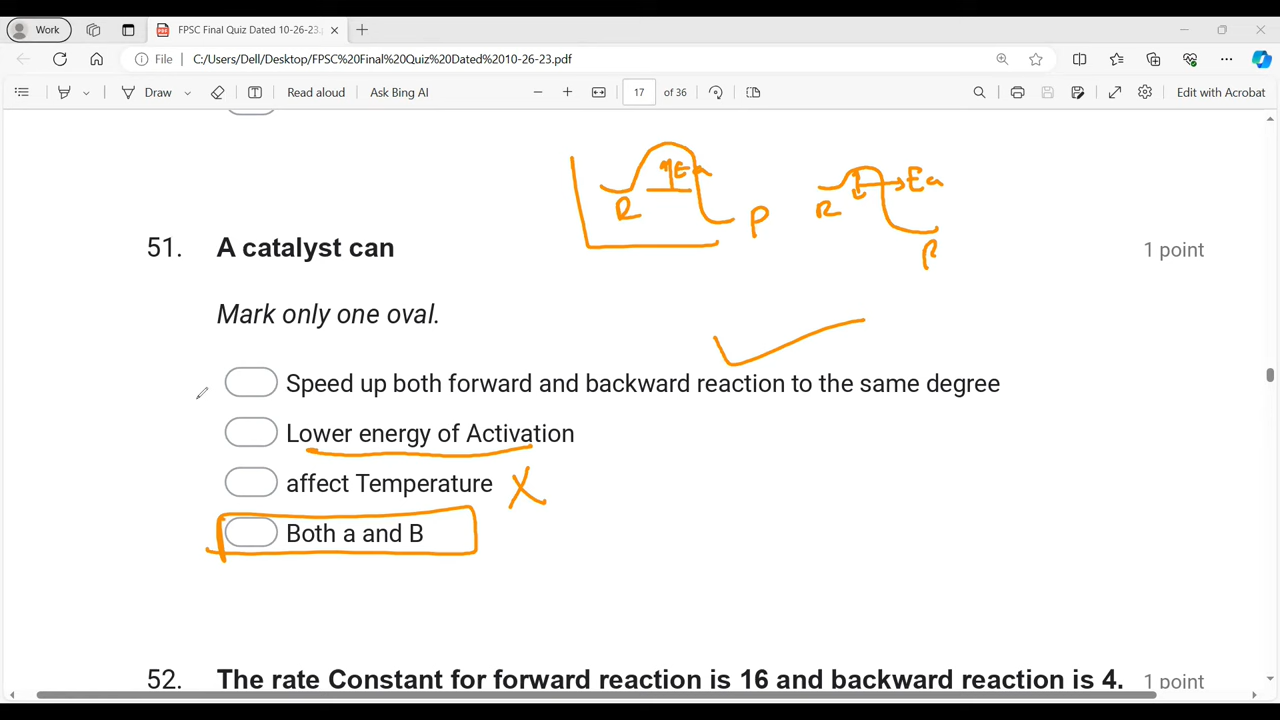 Work
FPSC Final Quiz Dated 10-26-23.
File C:/Users/Dell/Desktop/FPSC%20Final%20Quiz%20Dated%2010-26-23.pdf
Draw Read aloud Ask Bing AI 17 of 36 Edit with Acrobat
Ea
R
P
Ea
R
P
51. A catalyst can 1 point
Mark only one oval.
Speed up both forward and backward reaction to the same degree
Lower energy of Activation
affect Temperature
Both a and B
52. The rate Constant for forward reaction is 16 and backward reaction is 4. 1 point